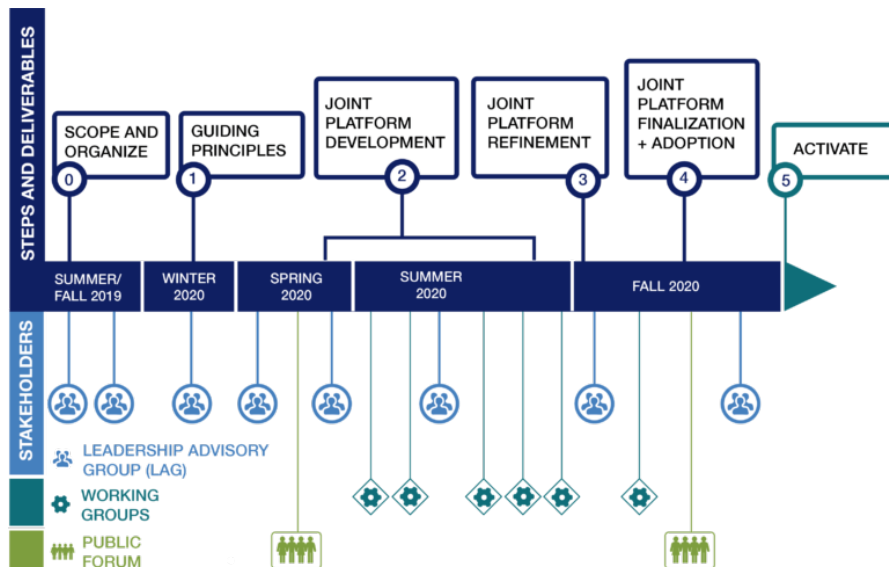 STEPS AND DELIVERABLES
SCOPE AND
ORGANIZE
0
GUIDING
PRINCIPLES
1
JOINT
PLATFORM
DEVELOPMENT
2
JOINT
PLATFORM
REFINEMENT
3
JOINT
PLATFORM
FINALIZATION
+ ADOPTION
4
ACTIVATE
5
SUMMER/
FALL 2019
WINTER
2020
SPRING
2020
SUMMER
2020
FALL 2020
STAKEHOLDERS
LEADERSHIP ADVISORY
GROUP (LAG)
WORKING
GROUPS
PUBLIC
FORUM